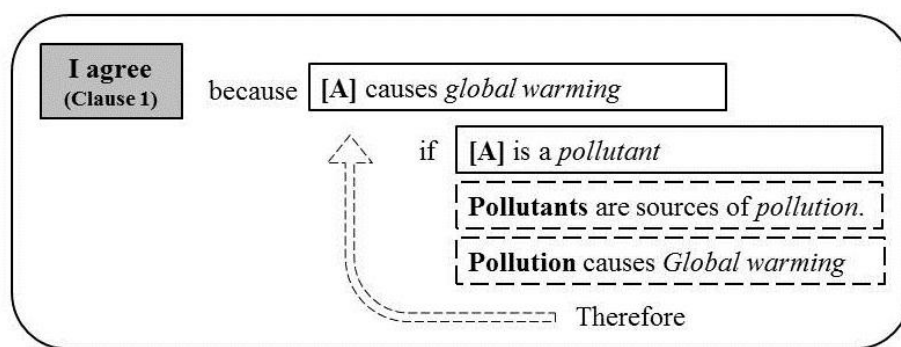 I agree
(Clause 1)
because [A] causes global warming
if [A] is a pollutant
Pollutants are sources of pollution.
Pollution causes Global warming
Therefore